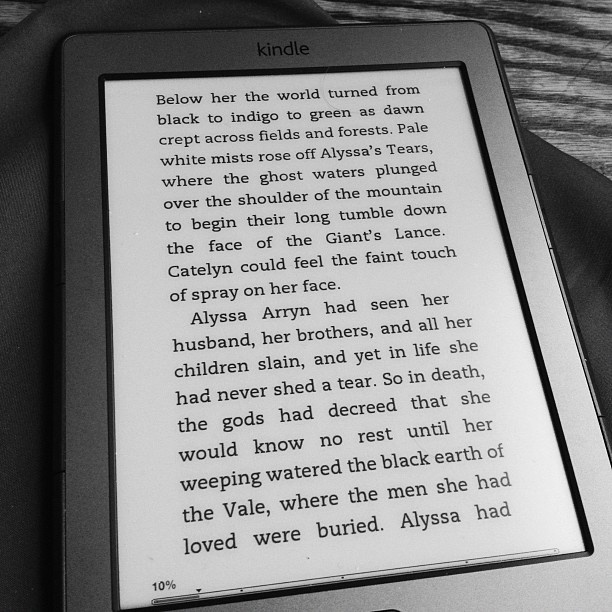 kindle
Below her the world turned from
black to indigo to green as dawn
crept across fields and forests. Pale
white mists rose off Alyssa's Tears,
where the ghost waters plunged
over the shoulder of the mountain
to begin their long tumble down
the face of the Giant's Lance.
Catelyn could feel the faint touch
of spray on her face.
Alyssa Arryn had seen her
husband, her brothers, and all her
children slain, and yet in life she
had never shed a tear. So in death,
the gods had decreed that she
would know no rest until her
weeping watered the black earth of
the Vale, where the men she had
loved were buried. Alyssa had
10%